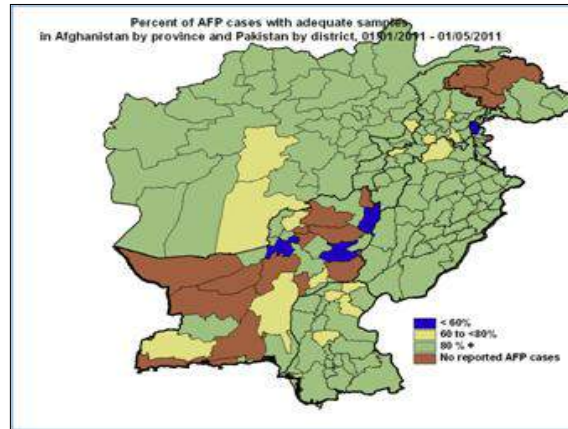 Percent of AFP cases with adequate samples
in Afghanistan by province and Pakistan by district, 01/01/2011 - 01/05/2011
< 60%
60 to <80%
80 % +
No reported AFP cases